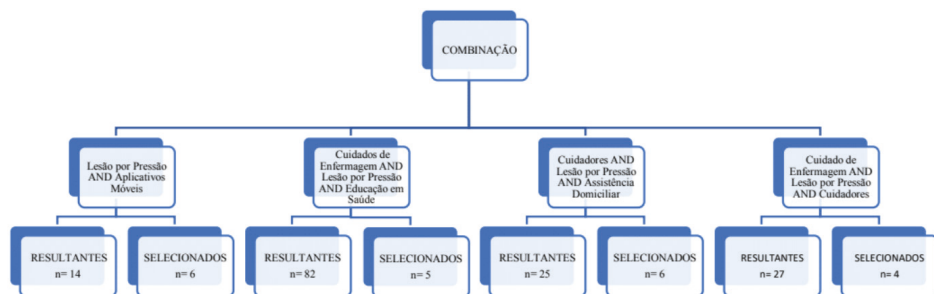 COMBINAÇÃO
Lesão por Pressão
AND Aplicativos
Móveis
Cuidados de
Enfermagem AND
Lesão por Pressão
AND Educação em
Saúde
Cuidadores AND
Lesão por Pressão
AND Assistência
Domiciliar
Cuidado de
Enfermagem AND
Lesão por Pressão
AND Cuidadores
RESULTANTES
n= 14
SELECIONADOS
n= 6
RESULTANTES
n= 82
SELECIONADOS
n= 5
RESULTANTES
n= 25
SELECIONADOS
n= 6
RESULTANTES
n= 27
SELECIONADOS
n= 4